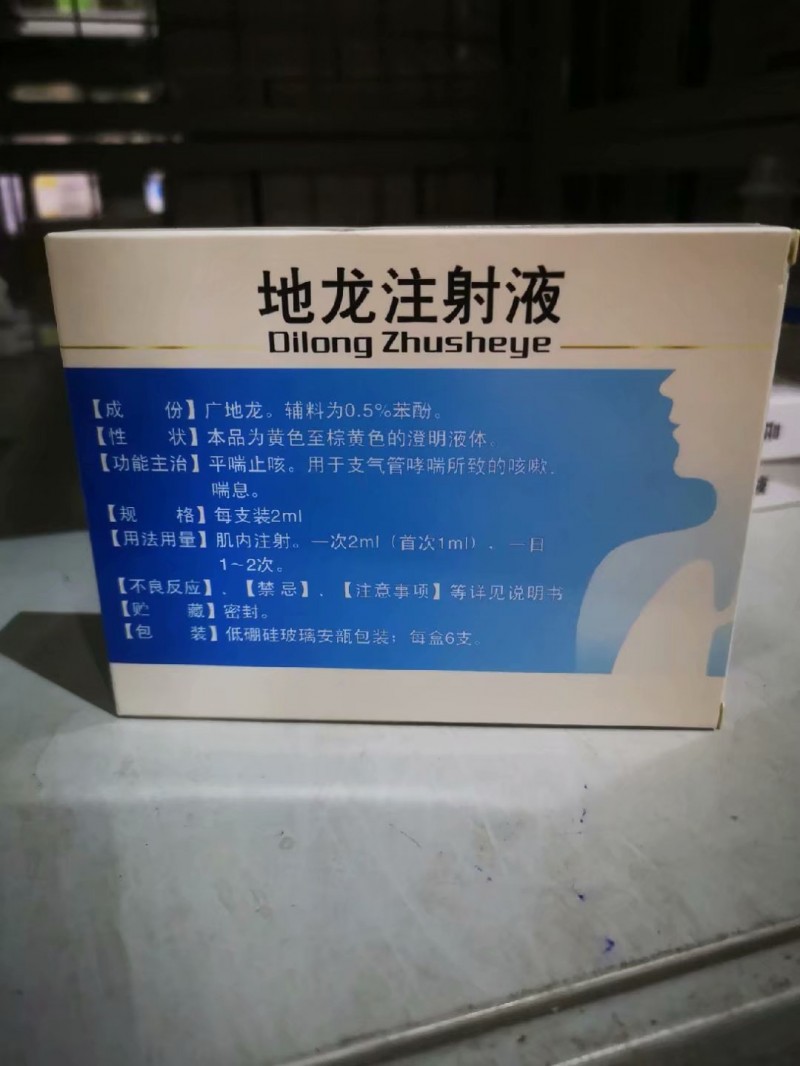 地龙注射液
Dilong Zhusheye
【成 份】广地龙。辅料为0.5%苯酚。
【性 状】本品为黄色至棕黄色的澄明液体。
【功能主治】平喘止咳。用于支气管哮喘所致的咳嗽、
喘息。
【规 格】每支装2ml
【用法用量】肌内注射。一次2ml（首次1ml）、一日
1~2次。
【不良反应】、【禁忌】、【注意事项】等详见说明书
【贮 藏】密封。
【包 装】低硼硅玻璃安瓿包装；每盒6支。
液